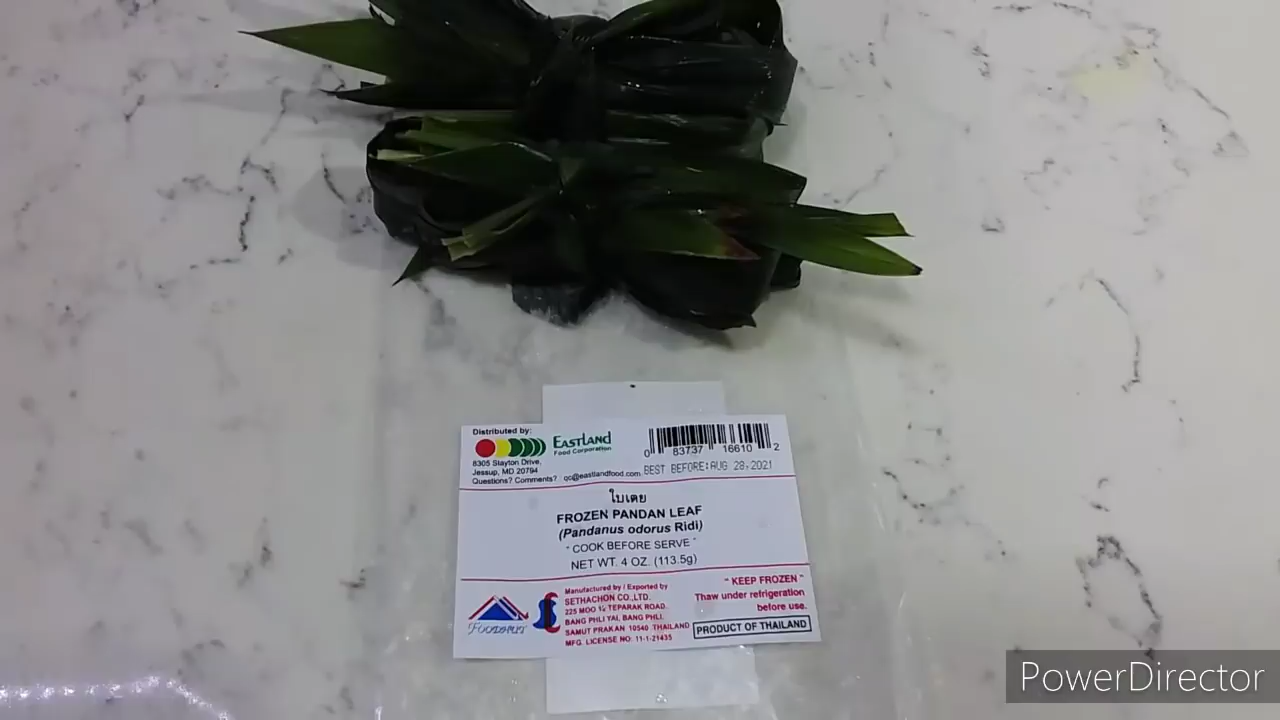 Distributed by:
EASTLAND
Food Corporation
8305 Slayton Drive,
Jessup, MD 20794
Questions? Comments? qc@eastlandfood.com
0 83737 16610 2
BEST BEFORE: AUG 28, 2021
ใบเตย
FROZEN PANDAN LEAF
(Pandanus odorus Ridi)
"COOK BEFORE SERVE"
NET WT. 4 OZ. (113.5g)
Manufactured by / Exported by
SETHACHON CO.,LTD.
225 MOO TEPARAK ROAD.
BANG PHLI YAI, BANG PHLI.
SAMUT PRAKAN 10540 THAILAND
MFG. LICENSE NO: 11-1-21435
"KEEP FROZEN"
Thaw under refrigeration
before use.
PRODUCT OF THAILAND
PowerDirector